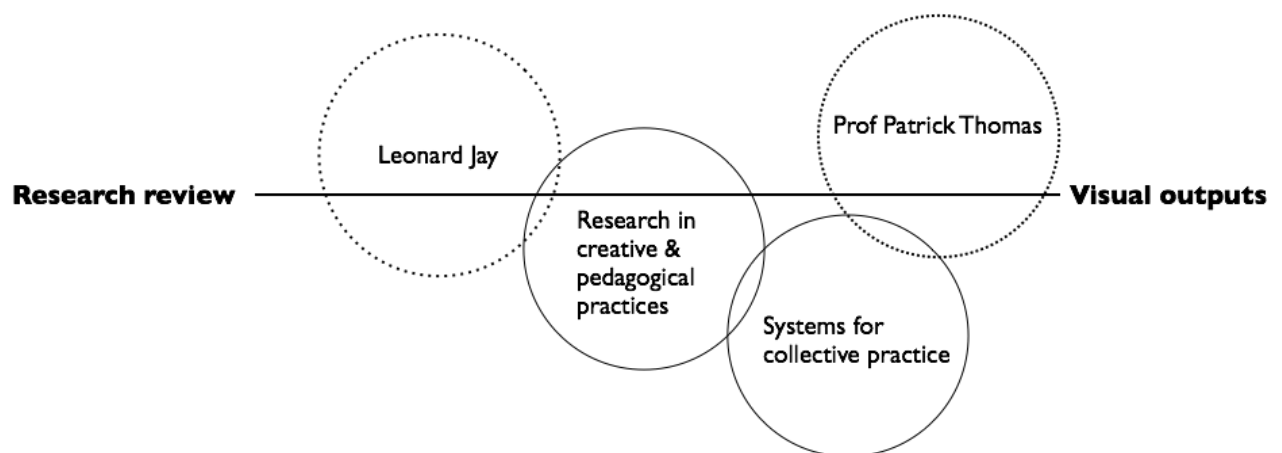 Prof Patrick Thomas
Leonard Jay
Research review
Visual outputs
Research in
creative &
pedagogical
practices
Systems for
collective practice